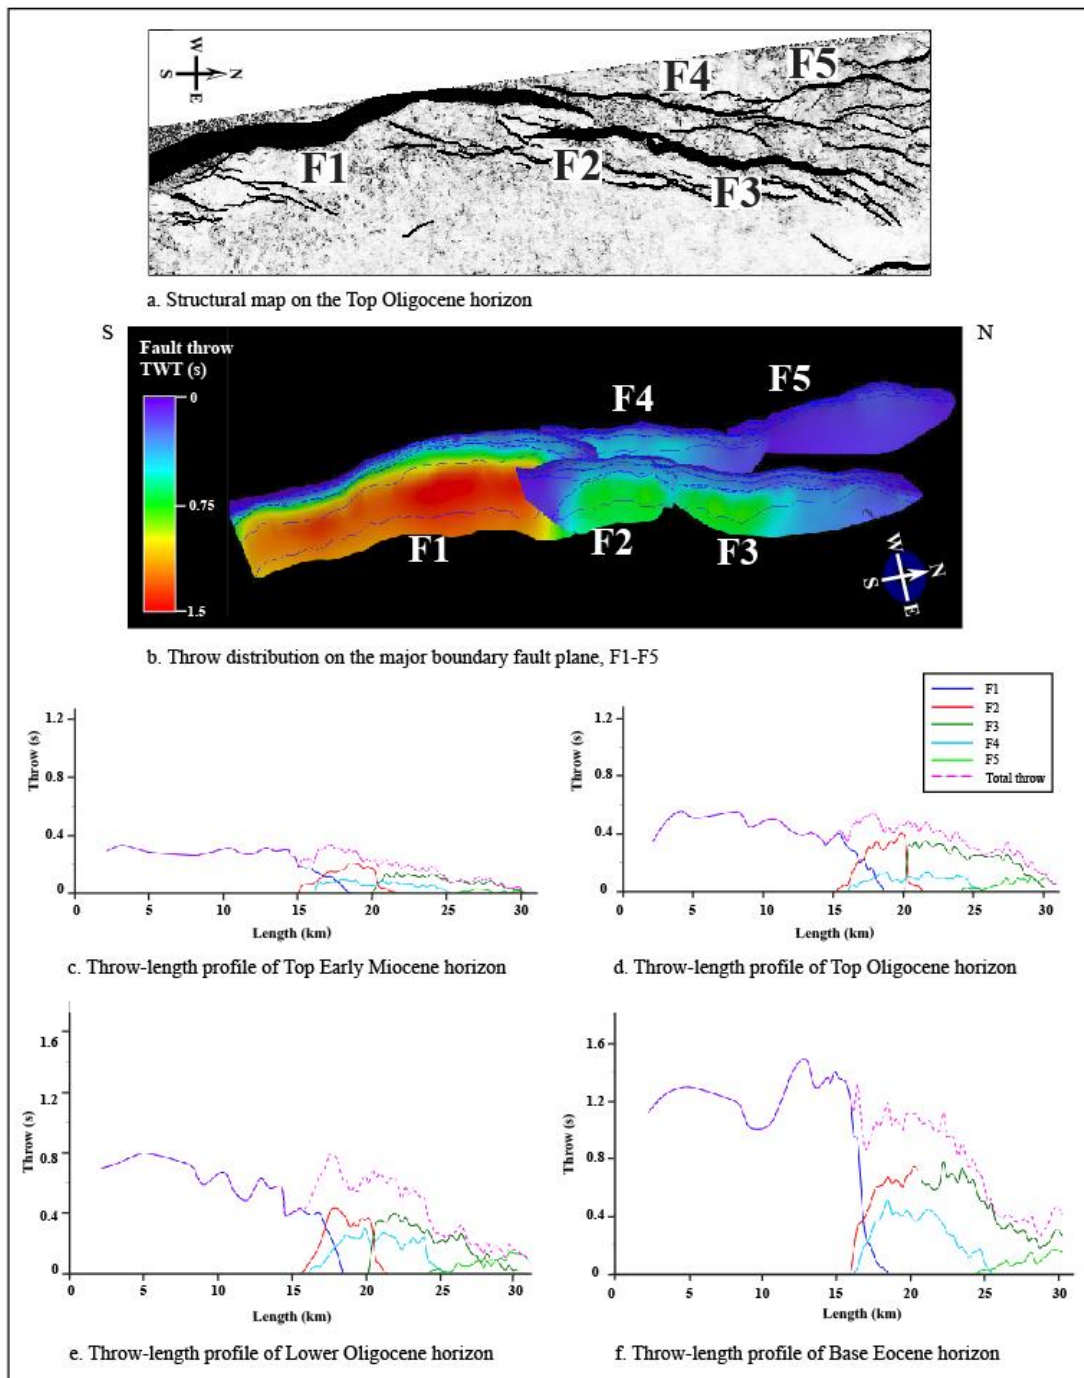 W
S N
E
F4 F5
F1 F2 F3
a. Structural map on the Top Oligocene horizon
S N
Fault throw
TWT (s)
0
0.75
1.5
F5
F4
F1 F2 F3
W
S N
E
b. Throw distribution on the major boundary fault plane, F1-F5
Throw (s)
1.2
0.8
0.4
0
0 5 10 15 20 25 30
Length (km)
c. Throw-length profile of Top Early Miocene horizon
F1
F2
F3
F4
F5
Total throw
Throw (s)
1.2
0.8
0.4
0
0 5 10 15 20 25 30
Length (km)
d. Throw-length profile of Top Oligocene horizon
Throw (s)
1.6
1.2
0.8
0.4
0
0 5 10 15 20 25 30
Length (km)
e. Throw-length profile of Lower Oligocene horizon
Throw (s)
1.6
1.2
0.8
0.4
0
0 5 10 15 20 25 30
Length (km)
f. Throw-length profile of Base Eocene horizon